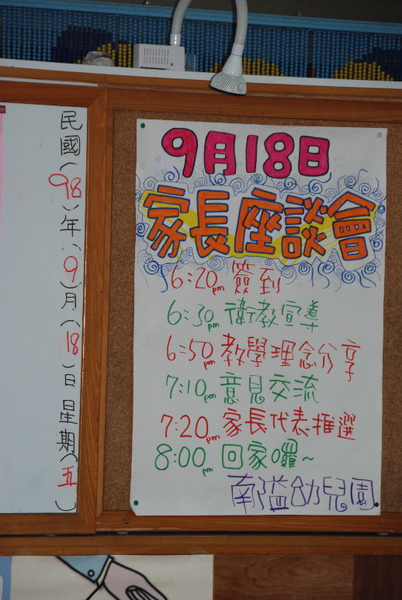 民國(98)年(9)月(18)日星期(五)
9月18日
家長座談會
6:20pm 簽到
6:30pm 衛教宣導
6:50pm 教學理念分享
7:10pm 意見交流
7:20pm 家長代表推選
8:00pm 回家囉~
南隘幼兒園